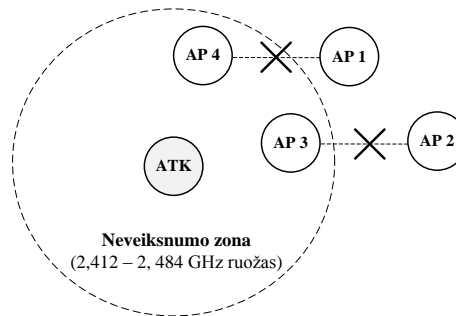 AP 4
AP 1
AP 3
AP 2
ATK
Neveiksnumo zona
(2,412 – 2, 484 GHz ruožas)